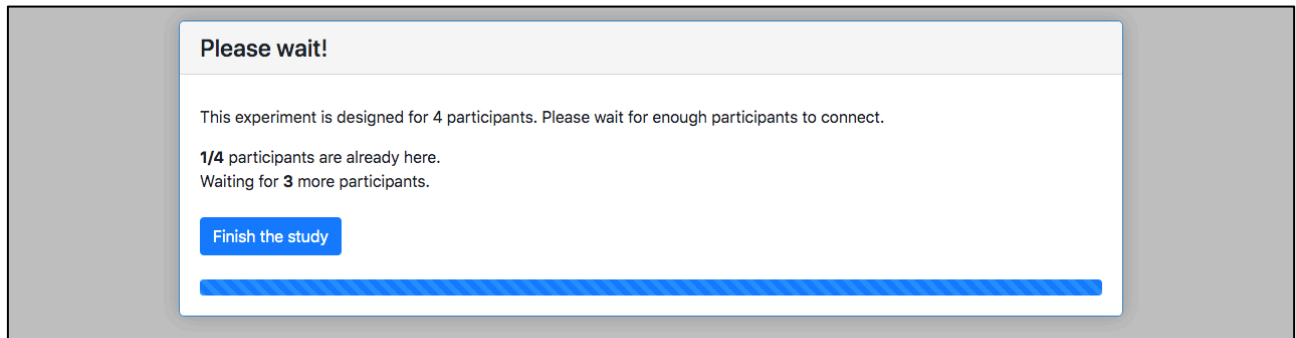 Please wait!
This experiment is designed for 4 participants. Please wait for enough participants to connect.
1/4 participants are already here.
Waiting for 3 more participants.
Finish the study